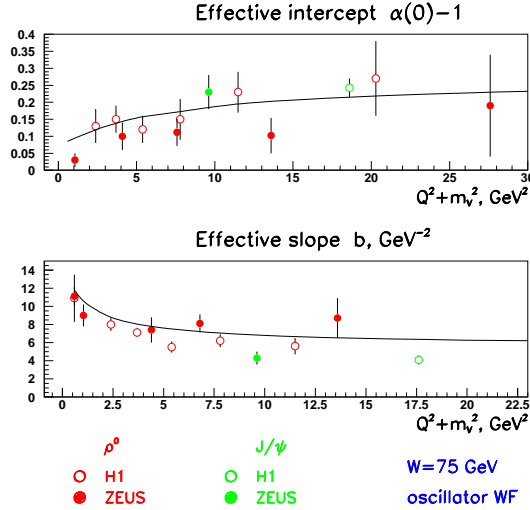 Effective intercept α(0)−1
0.4
0.35
0.3
0.25
0.2
0.15
0.1
0.05
0
0 5 10 15 20 25 30
Q²+mᵥ², GeV²
Effective slope b, GeV⁻²
14
12
10
8
6
4
2
0
0 2.5 5 7.5 10 12.5 15 17.5 20 22.5
Q²+mᵥ², GeV²
ρ⁰ J/ψ
H1 H1 W=75 GeV
ZEUS ZEUS oscillator WF